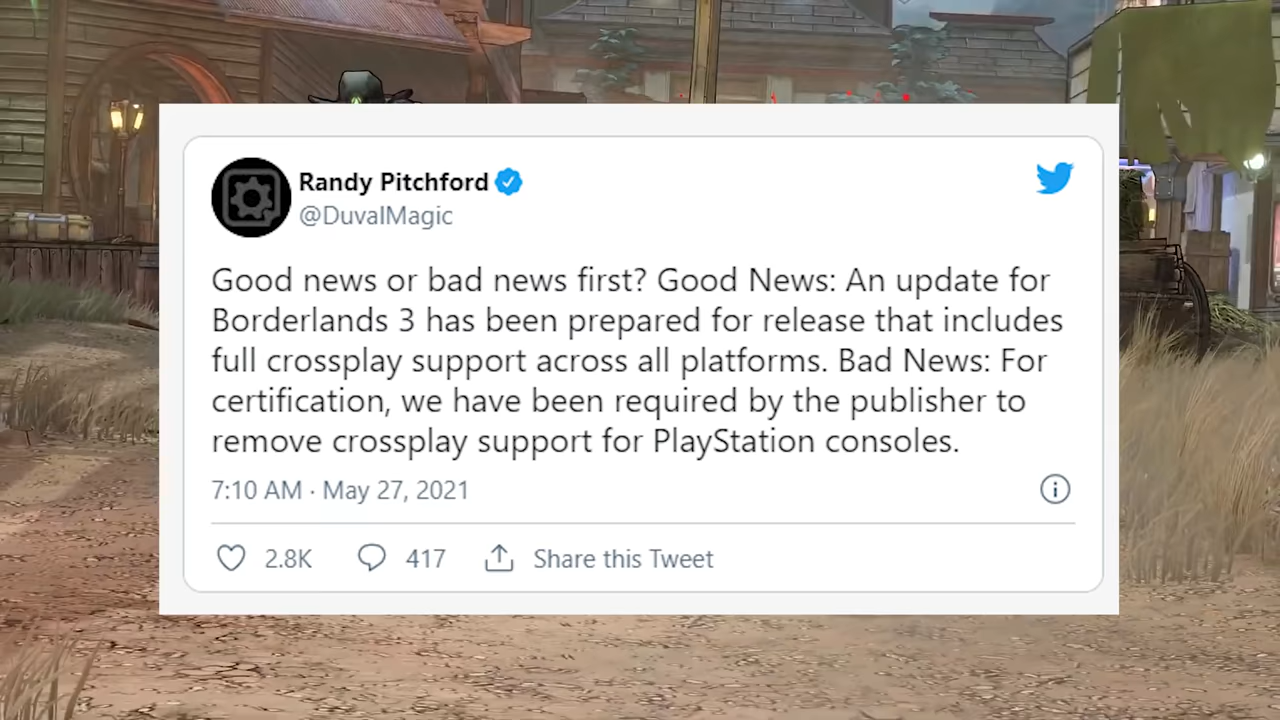 Randy Pitchford
@DuvalMagic
Good news or bad news first? Good News: An update for
Borderlands 3 has been prepared for release that includes
full crossplay support across all platforms. Bad News: For
certification, we have been required by the publisher to
remove crossplay support for PlayStation consoles.
7:10 AM · May 27, 2021
2.8K 417 Share this Tweet